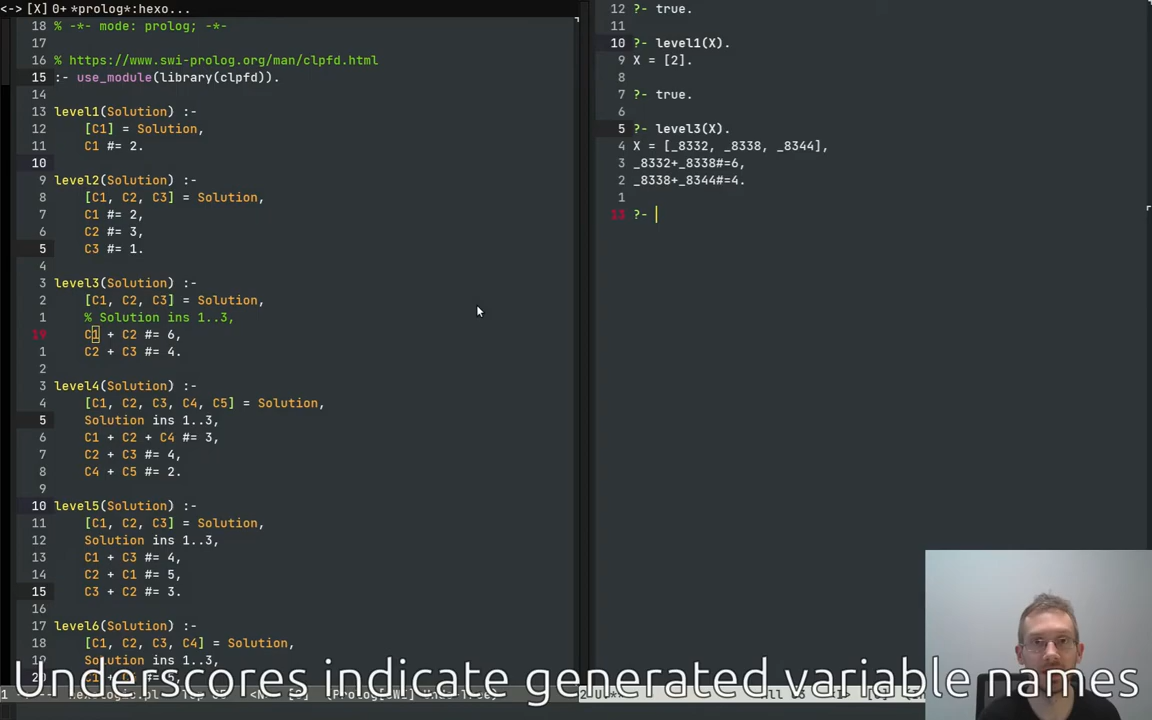 <-> [X] 0+ *prolog*:hexo...
18 % -*- mode: prolog; -*-
17
16 % https://www.swi-prolog.org/man/clpfd.html
15 :- use_module(library(clpfd)).
14
13 level1(Solution) :-
12 [C1] = Solution,
11 C1 #= 2.
10
9 level2(Solution) :-
8 [C1, C2, C3] = Solution,
7 C1 #= 2,
6 C2 #= 3,
5 C3 #= 1.
4
3 level3(Solution) :-
2 [C1, C2, C3] = Solution,
1 % Solution ins 1..3,
19 C1 + C2 #= 6,
1 C2 + C3 #= 4.
2
3 level4(Solution) :-
4 [C1, C2, C3, C4, C5] = Solution,
5 Solution ins 1..3,
6 C1 + C2 + C4 #= 3,
7 C2 + C3 #= 4,
8 C4 + C5 #= 2.
9
10 level5(Solution) :-
11 [C1, C2, C3] = Solution,
12 Solution ins 1..3,
13 C1 + C3 #= 4,
14 C2 + C1 #= 5,
15 C3 + C2 #= 3.
16
17 level6(Solution) :-
18 [C1, C2, C3, C4] = Solution,
Solution ins 1..3,
12 ?- true.
11
10 ?- level1(X).
9 X = [2].
8
7 ?- true.
6
5 ?- level3(X).
4 X = [_8332, _8338, _8344],
3 _8332+_8338#=6,
2 _8338+_8344#=4.
1
13 ?-
Underscores indicate generated variable names